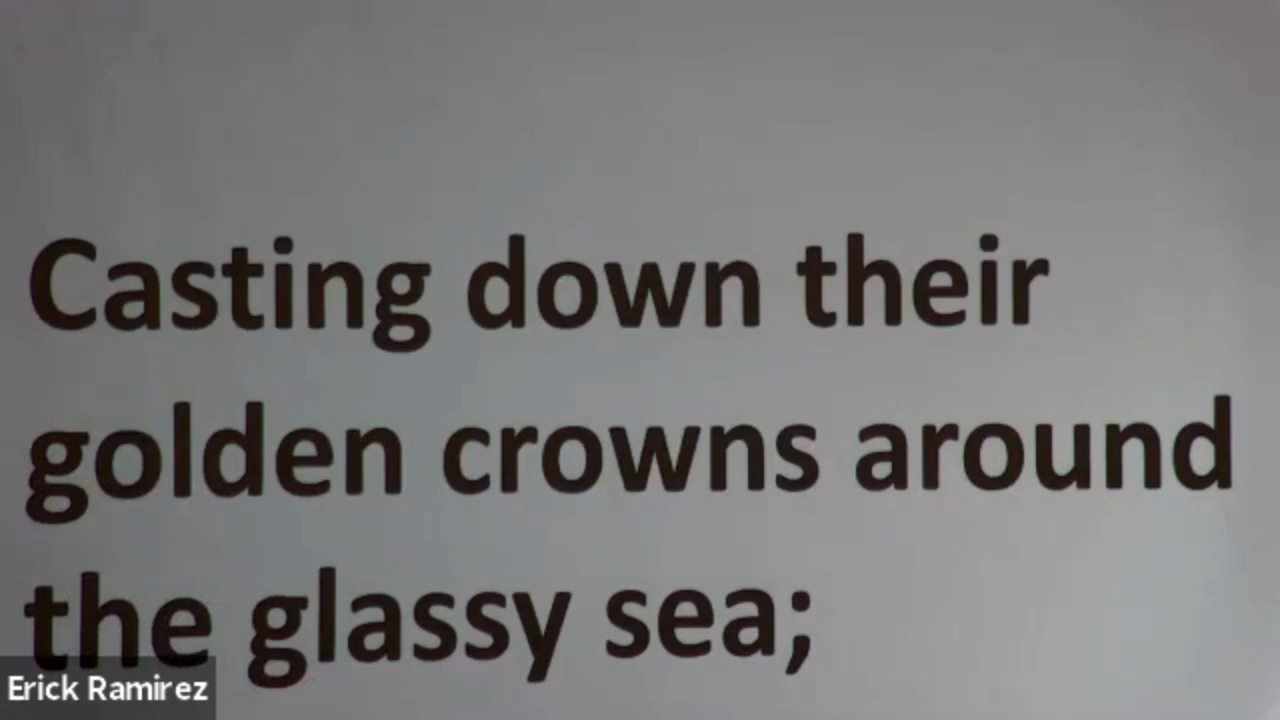 Casting down their
golden crowns around
the glassy sea;
Erick Ramirez